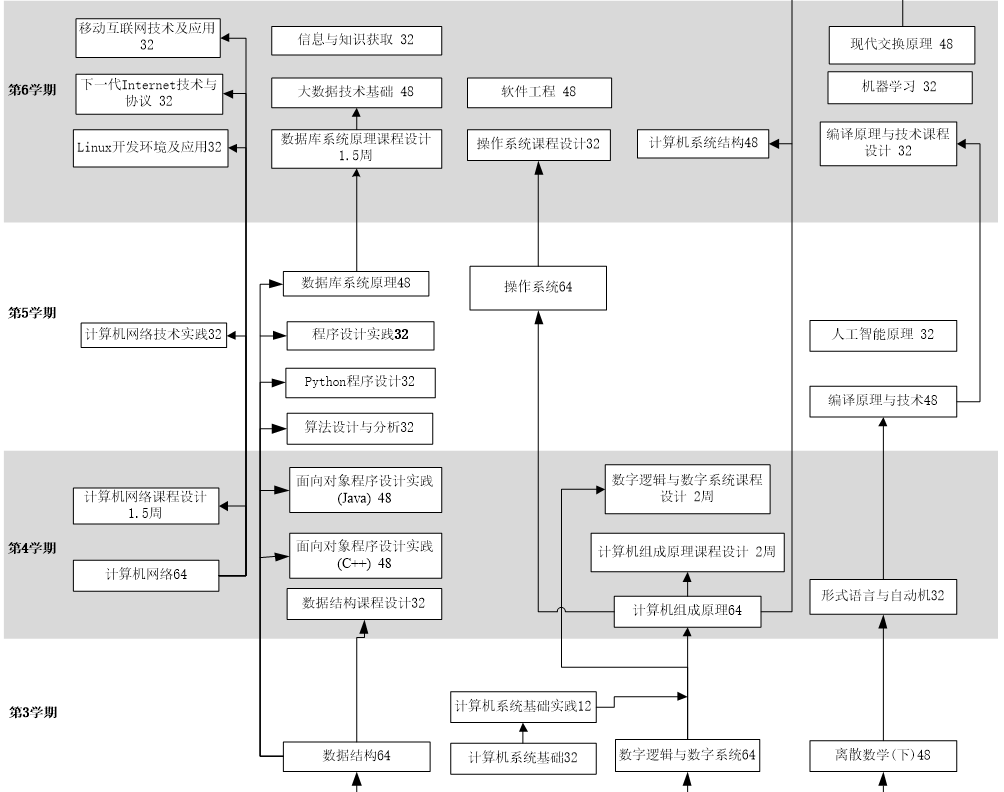 第6学期
移动互联网技术及应用
32
下一代Internet技术与
协议 32
Linux开发环境及应用32
信息与知识获取 32
大数据技术基础 48
数据库系统原理课程设计
1.5周
软件工程 48
操作系统课程设计32
计算机系统结构48
现代交换原理 48
机器学习 32
编译原理与技术课程
设计 32
第5学期
计算机网络技术实践32
数据库系统原理48
程序设计实践32
Python程序设计32
算法设计与分析32
操作系统64
人工智能原理 32
编译原理与技术48
第4学期
计算机网络课程设计
1.5周
计算机网络64
面向对象程序设计实践
(Java) 48
面向对象程序设计实践
(C++) 48
数据结构课程设计32
数字逻辑与数字系统课程
设计 2周
计算机组成原理课程设计 2周
计算机组成原理64
形式语言与自动机32
第3学期
数据结构64
计算机系统基础实践12
计算机系统基础32
数字逻辑与数字系统64
离散数学(下)48